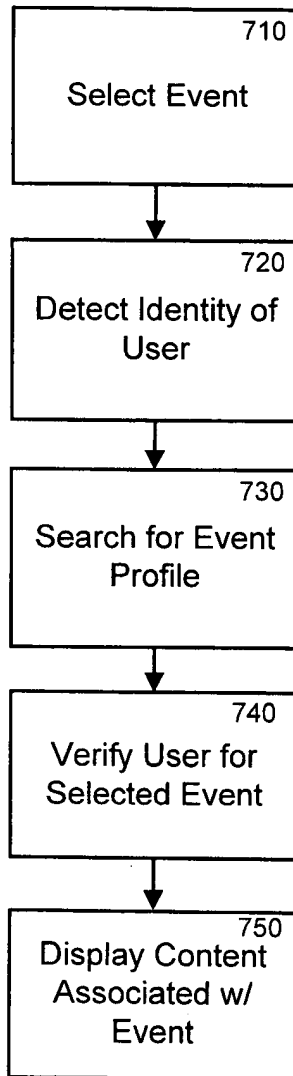 710
Select Event
720
Detect Identity of
User
730
Search for Event
Profile
740
Verify User for
Selected Event
750
Display Content
Associated w/
Event